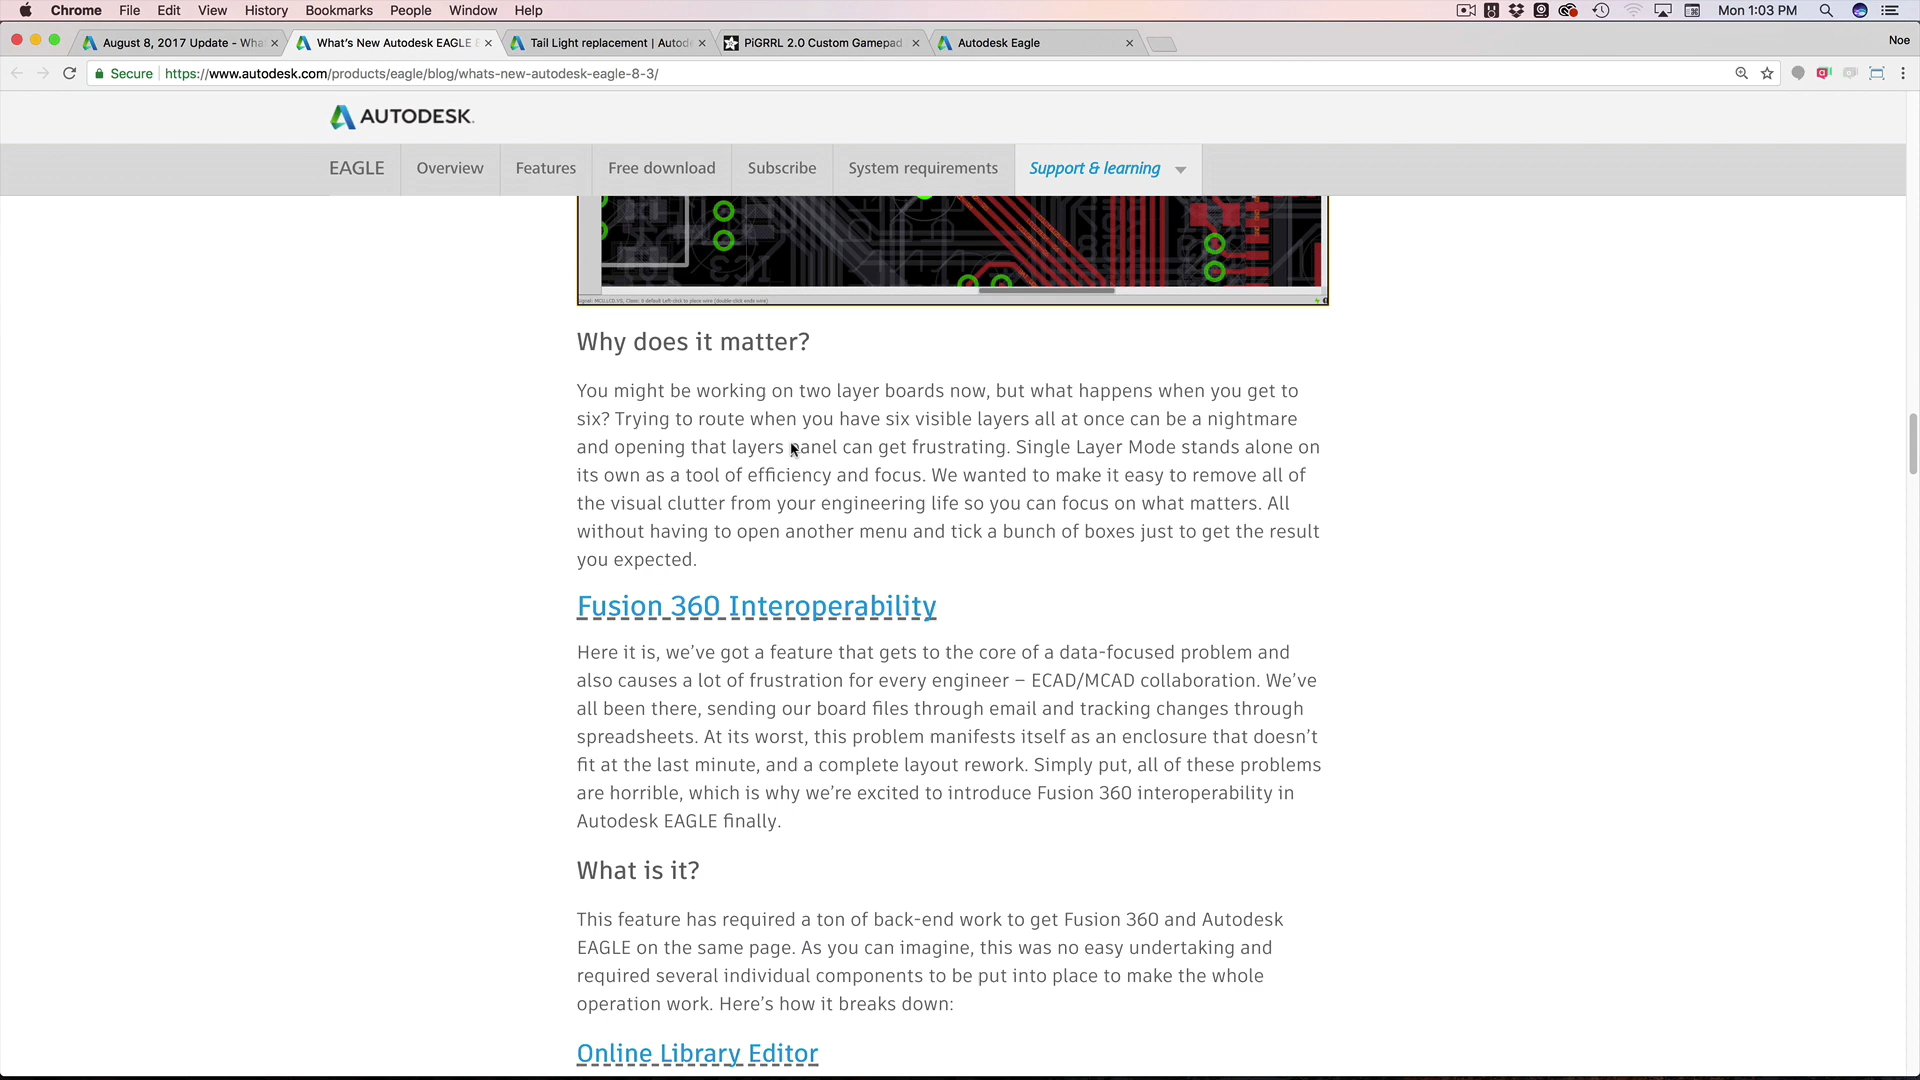 Chrome File Edit View History Bookmarks People Window Help Mon 1:03 PM
August 8, 2017 Update - Wha What's New Autodesk EAGLE 8 Tail Light replacement | Autod PiGRRL 2.0 Custom Gamepad Autodesk Eagle Noe
Secure https://www.autodesk.com/products/eagle/blog/whats-new-autodesk-eagle-8-3/
AUTODESK.
EAGLE Overview Features Free download Subscribe System requirements Support & learning
Why does it matter?
You might be working on two layer boards now, but what happens when you get to
six? Trying to route when you have six visible layers all at once can be a nightmare
and opening that layers panel can get frustrating. Single Layer Mode stands alone on
its own as a tool of efficiency and focus. We wanted to make it easy to remove all of
the visual clutter from your engineering life so you can focus on what matters. All
without having to open another menu and tick a bunch of boxes just to get the result
you expected.
Fusion 360 Interoperability
Here it is, we've got a feature that gets to the core of a data-focused problem and
also causes a lot of frustration for every engineer – ECAD/MCAD collaboration. We've
all been there, sending our board files through email and tracking changes through
spreadsheets. At its worst, this problem manifests itself as an enclosure that doesn't
fit at the last minute, and a complete layout rework. Simply put, all of these problems
are horrible, which is why we're excited to introduce Fusion 360 interoperability in
Autodesk EAGLE finally.
What is it?
This feature has required a ton of back-end work to get Fusion 360 and Autodesk
EAGLE on the same page. As you can imagine, this was no easy undertaking and
required several individual components to be put into place to make the whole
operation work. Here's how it breaks down:
Online Library Editor